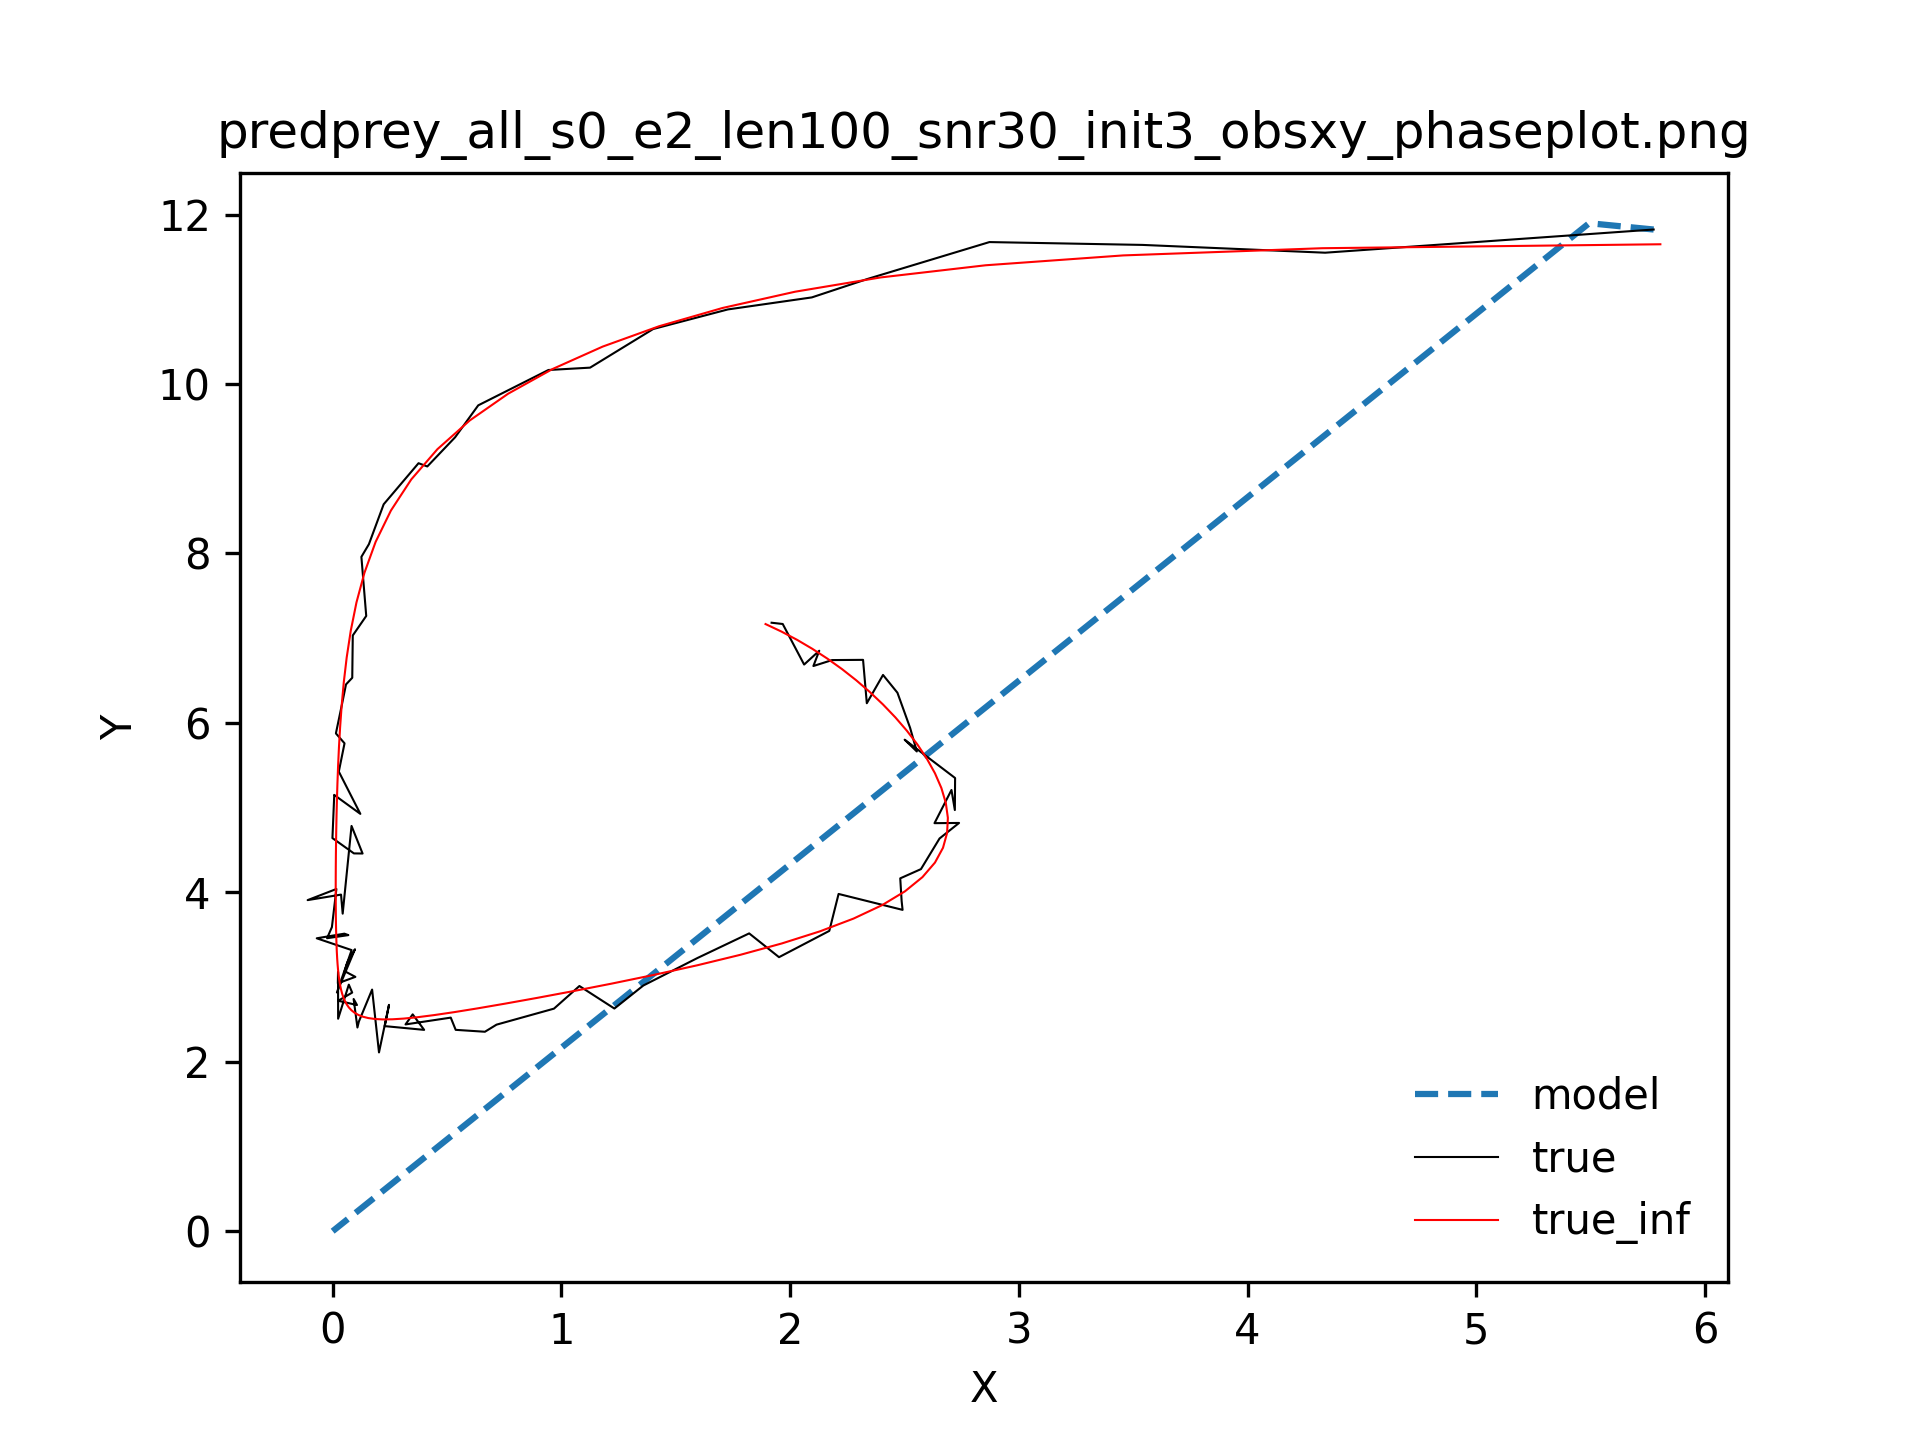 predprey_all_s0_e2_len100_snr30_init3_obsxy_phaseplot.png
12
10
8
6
4
2
0
Y
0 1 2 3 4 5 6
X
model
true
true_inf